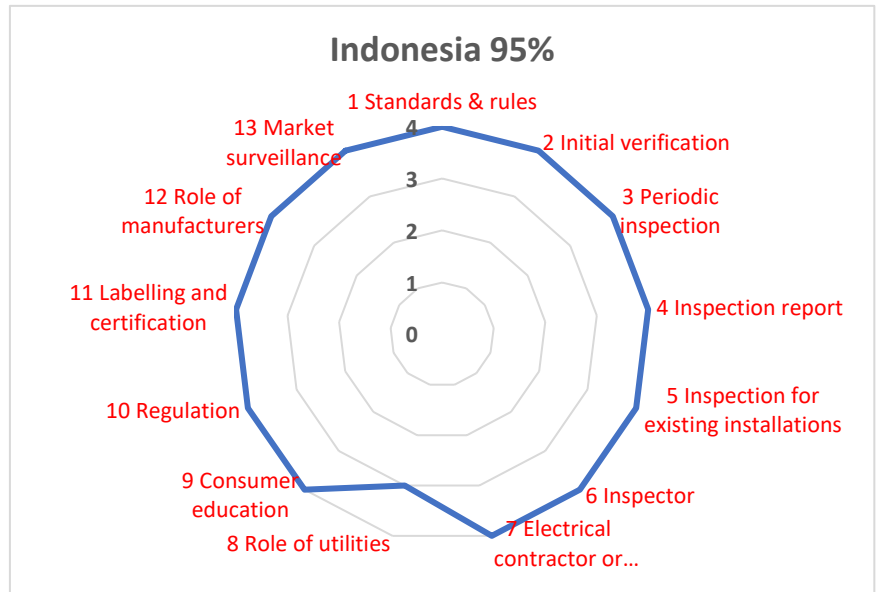 Indonesia 95%
1 Standards & rules
2 Initial verification
3 Periodic
inspection
4 Inspection report
5 Inspection for
existing installations
6 Inspector
7 Electrical
contractor or…
8 Role of utilities
9 Consumer
education
10 Regulation
11 Labelling and
certification
12 Role of
manufacturers
13 Market
surveillance
4
3
2
1
0